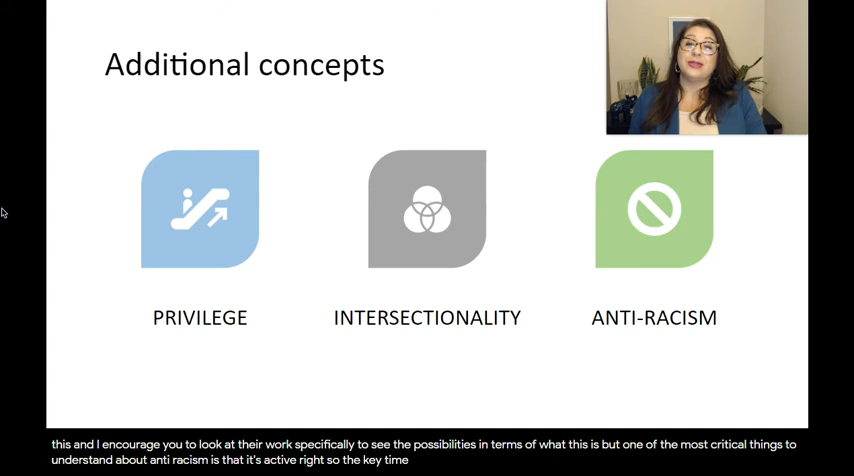 Additional concepts
PRIVILEGE
INTERSECTIONALITY
ANTI-RACISM
this and I encourage you to look at their work specifically to see the possibilities in terms of what this is but one of the most critical things to
understand about anti racism is that it's active right so the key time